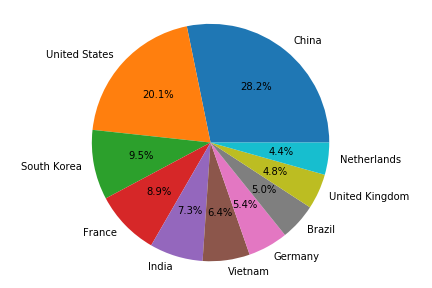 China
United States
28.2%
20.1%
South Korea
9.5%
4.4%
Netherlands
4.8%
France
8.9%
5.0%
United Kingdom
7.3%
6.4%
5.4%
Brazil
India
Vietnam
Germany